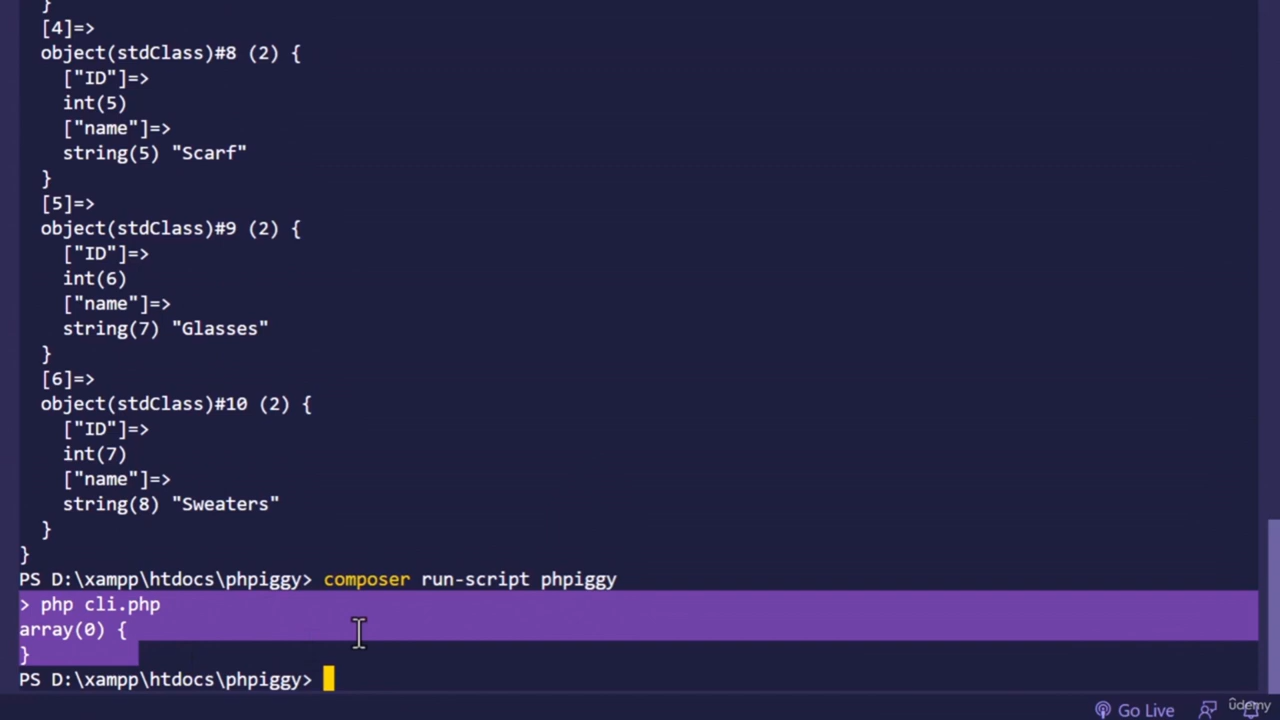 }
[4]=>
object(stdClass)#8 (2) {
["ID"]=>
int(5)
["name"]=>
string(5) "Scarf"
}
[5]=>
object(stdClass)#9 (2) {
["ID"]=>
int(6)
["name"]=>
string(7) "Glasses"
}
[6]=>
object(stdClass)#10 (2) {
["ID"]=>
int(7)
["name"]=>
string(8) "Sweaters"
}
}
PS D:\xampp\htdocs\phpiggy> composer run-script phpiggy
> php cli.php
array(0) {
}
PS D:\xampp\htdocs\phpiggy>
Go Live
udemy